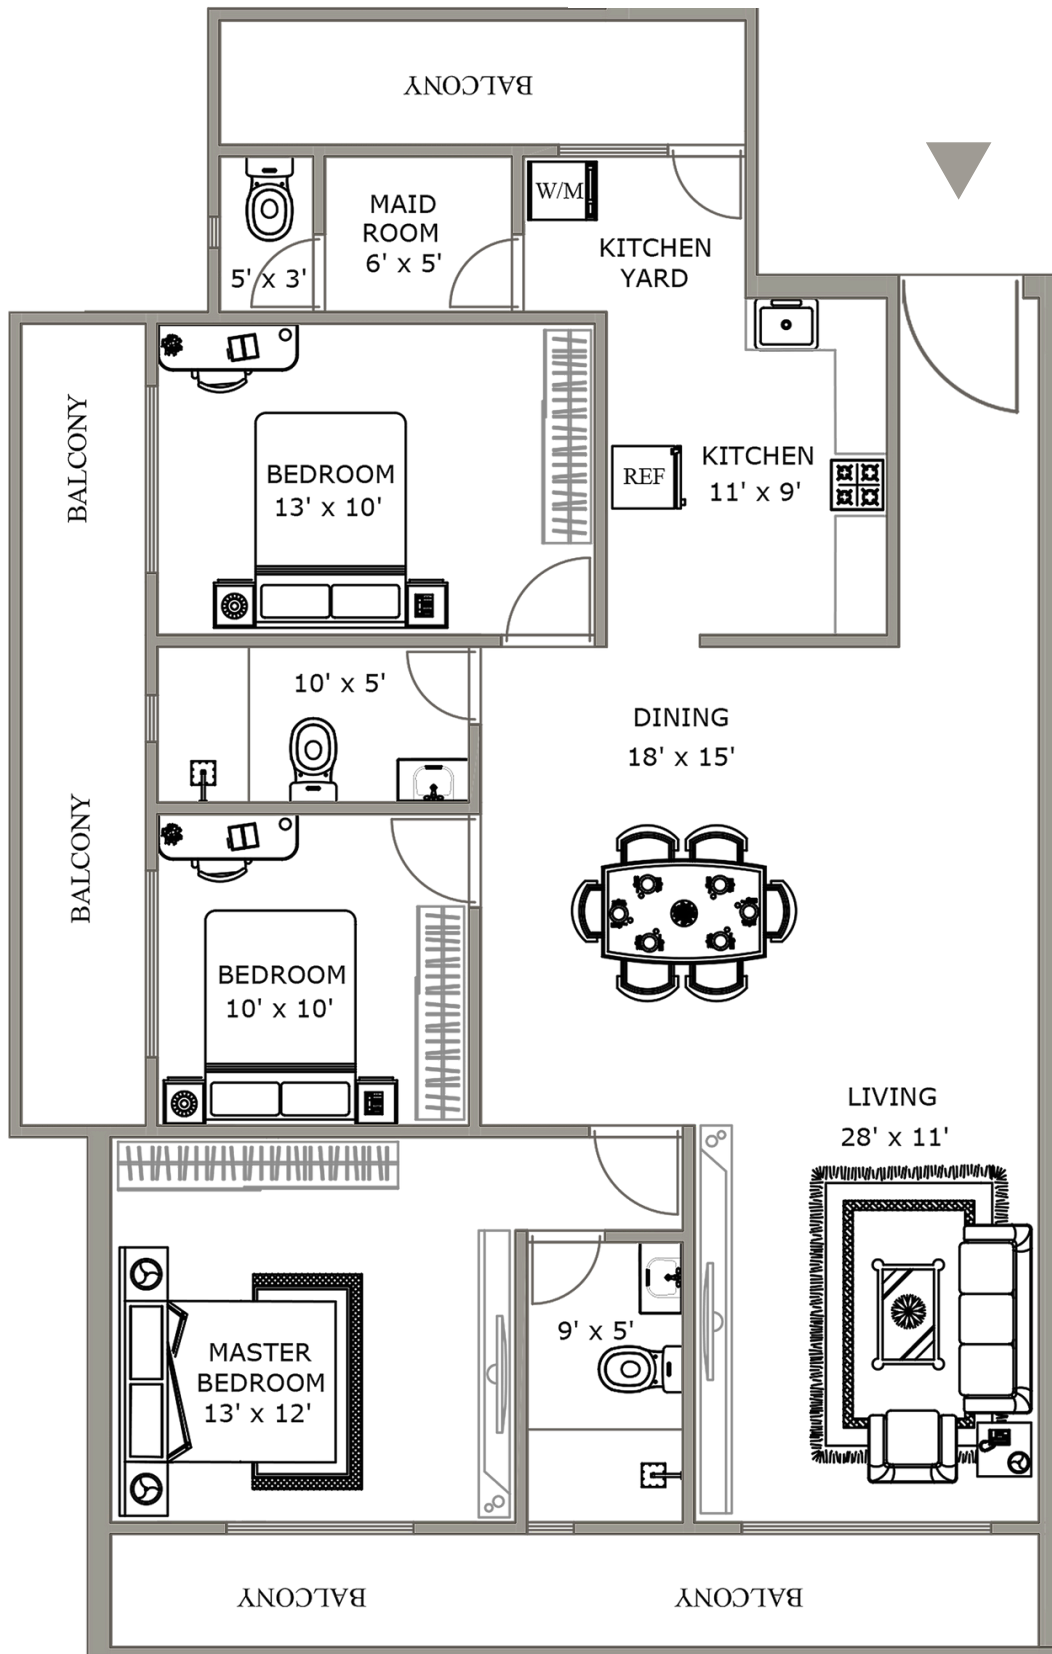 BALCONY
MAID
ROOM
6' x 5'
5' x 3'
W/M
KITCHEN
YARD
BALCONY
BEDROOM
13' x 10'
REF
KITCHEN
11' x 9'
10' x 5'
DINING
18' x 15'
BALCONY
BEDROOM
10' x 10'
LIVING
28' x 11'
9' x 5'
MASTER
BEDROOM
13' x 12'
BALCONY
BALCONY